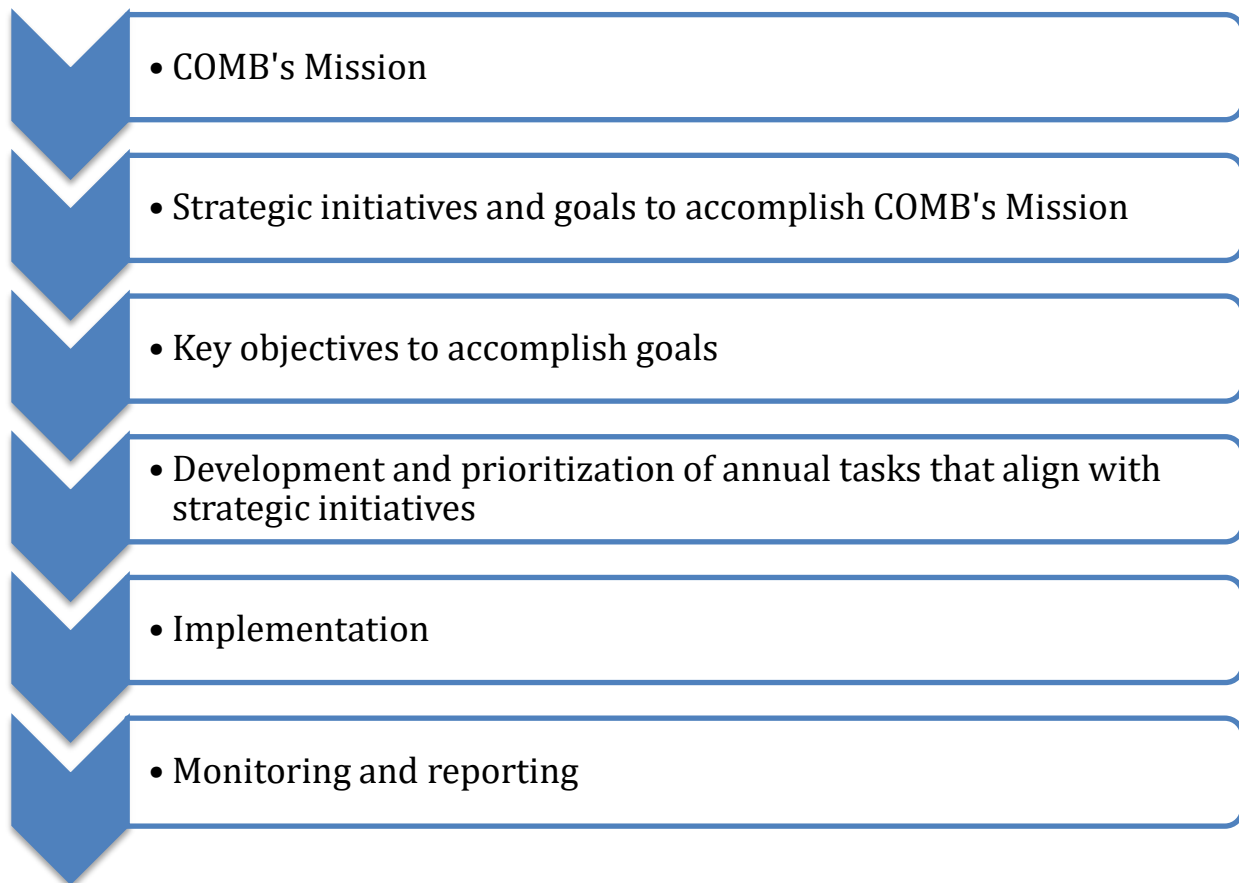 • COMB's Mission
• Strategic initiatives and goals to accomplish COMB's Mission
• Key objectives to accomplish goals
• Development and prioritization of annual tasks that align with
strategic initiatives
• Implementation
• Monitoring and reporting